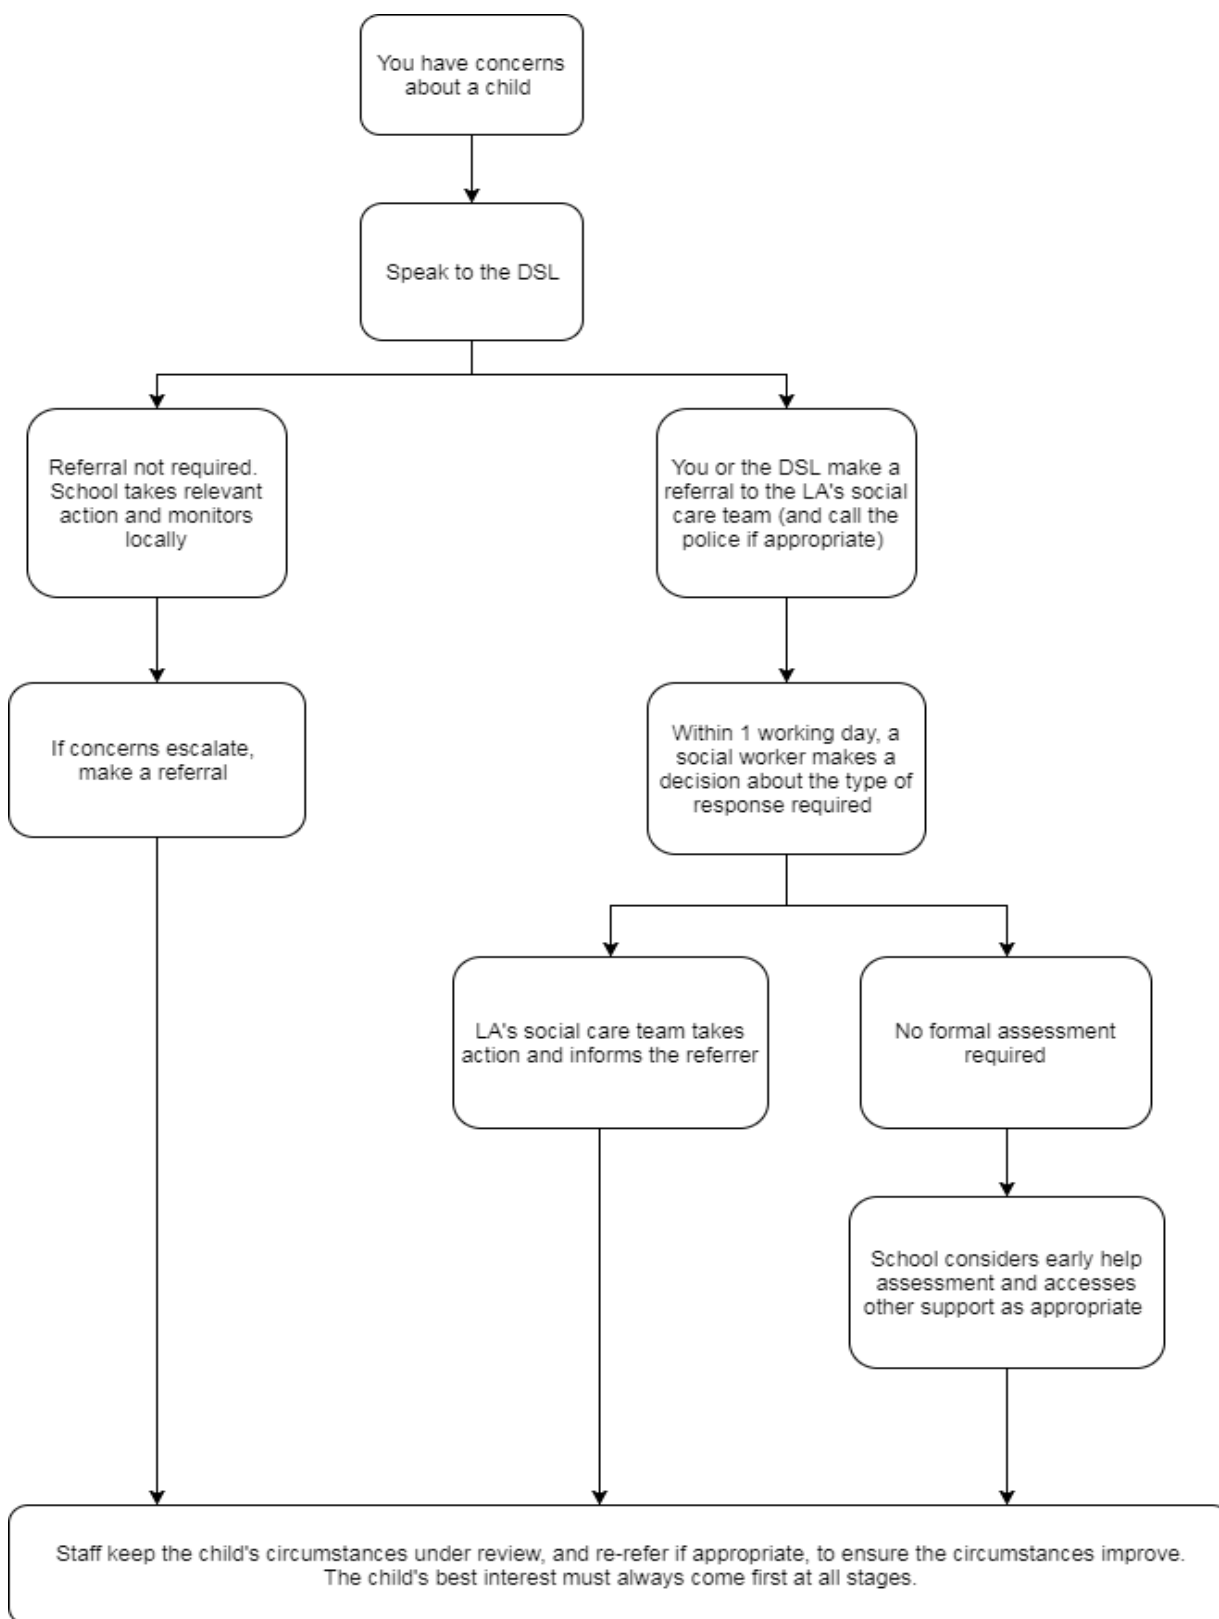 You have concerns
about a child
Speak to the DSL
Referral not required.
School takes relevant
action and monitors
locally
You or the DSL make a
referral to the LA's social
care team (and call the
police if appropriate)
If concerns escalate,
make a referral
Within 1 working day, a
social worker makes a
decision about the type of
response required
LA's social care team takes
action and informs the referrer
No formal assessment
required
School considers early help
assessment and accesses
other support as appropriate
Staff keep the child's circumstances under review, and re-refer if appropriate, to ensure the circumstances improve.
The child's best interest must always come first at all stages.